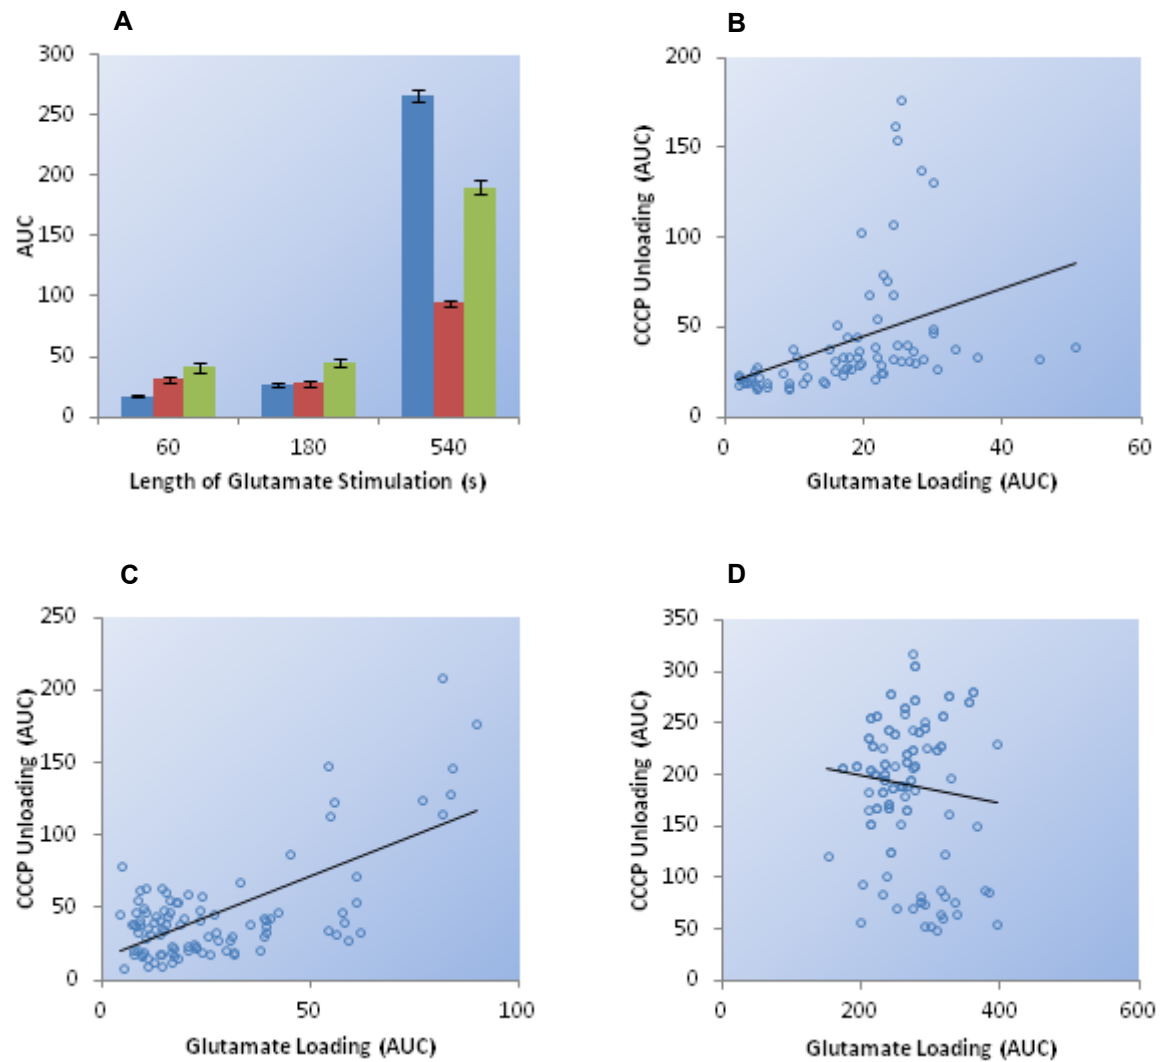 A
300
250
200
150
100
50
0
AUC
60 180 540
Length of Glutamate Stimulation (s)
B
200
150
100
50
0
CCCP Unloading (AUC)
0 20 40 60
Glutamate Loading (AUC)
C
250
200
150
100
50
0
CCCP Unloading (AUC)
0 50 100
Glutamate Loading (AUC)
D
350
300
250
200
150
100
50
0
CCCP Unloading (AUC)
0 200 400 600
Glutamate Loading (AUC)